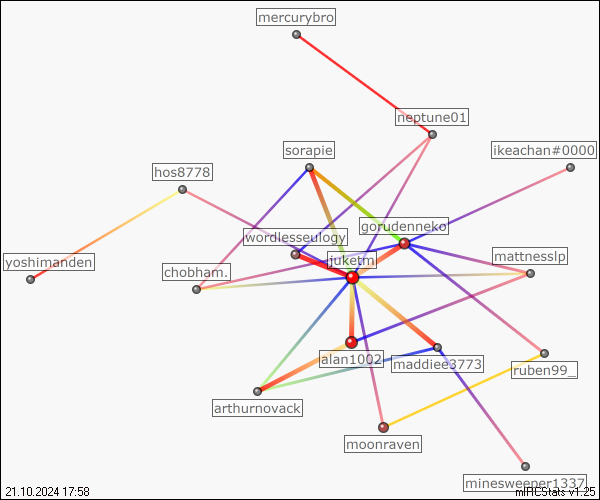 mercurybro
neptune01
sorapie
ikeachan#0000
hos8778
gorudenneko
wordlesseulogy
yoshimanden
juketm
mattnesslp
chobham.
alan1002
maddiee3773
ruben99_
arthurnovack
moonraven
minesweeper1337
21.10.2024 17:58
mIRCStats v1.25